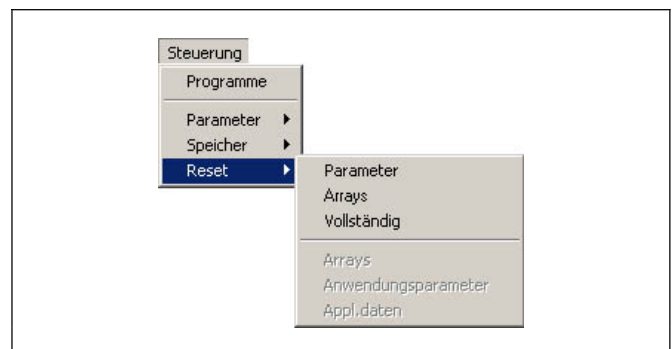 Steuerung
Programme
Parameter
Speicher
Reset
Parameter
Arrays
Vollständig
Arrays
Anwendungsparameter
Appl.daten